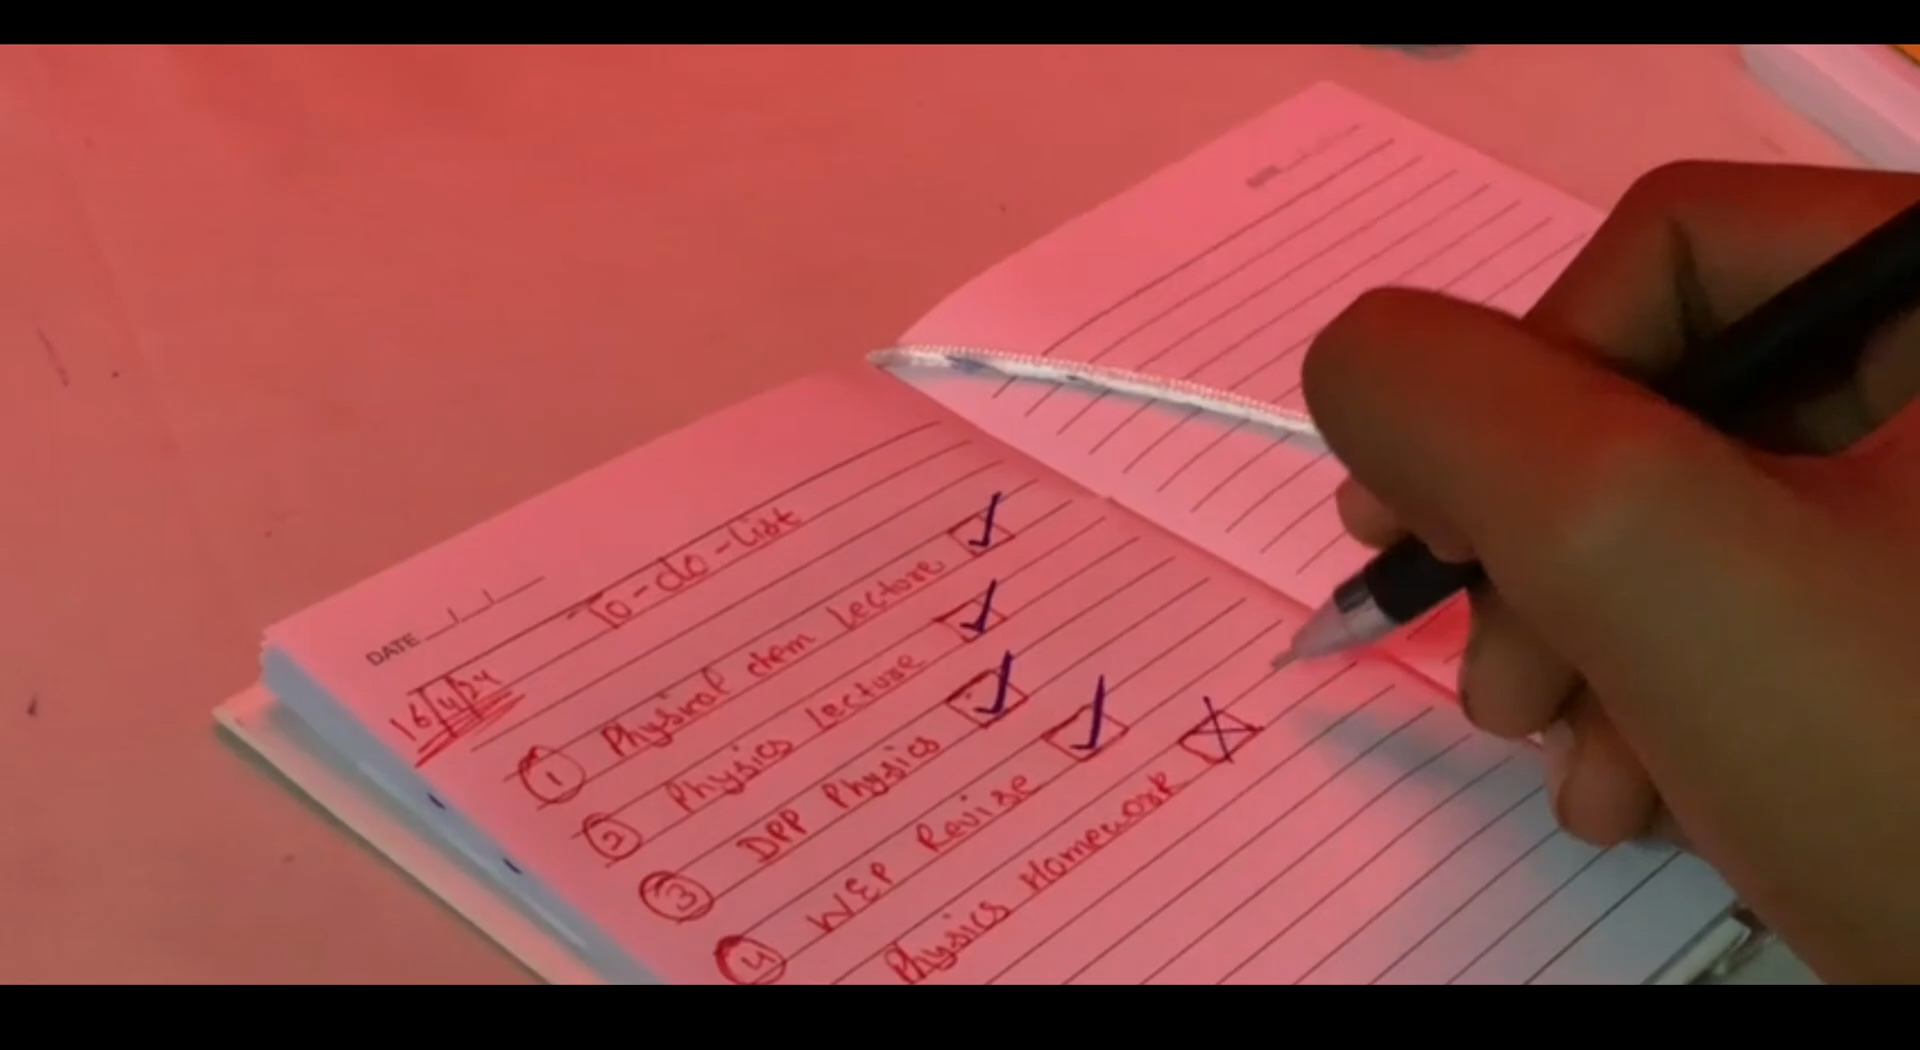 DATE
To-do-List
16/4/24
1 Physical chem Lecture
2 Physics Lecture
3 DPP Physics
4 WEP Revise
Physics Homework